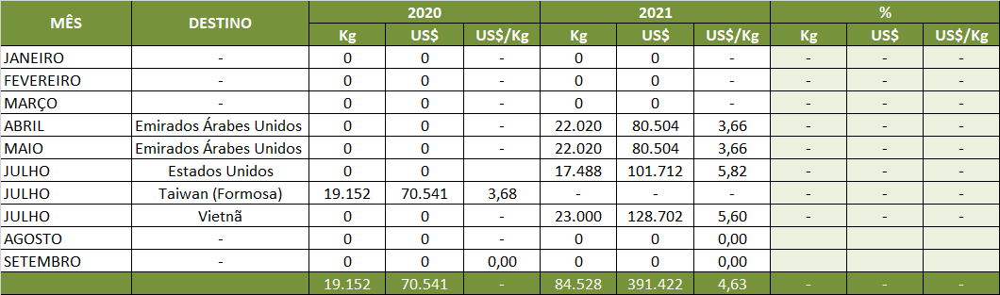 MÊS DESTINO 2020 2021 %
Kg US$ US$/Kg Kg US$ US$/Kg Kg US$ US$/Kg
JANEIRO - 0 0 - 0 0 - - - -
FEVEREIRO - 0 0 - 0 0 - - - -
MARÇO - 0 0 - 0 0 - - - -
ABRIL Emirados Árabes Unidos 0 0 - 22.020 80.504 3,66 - - -
MAIO Emirados Árabes Unidos 0 0 - 22.020 80.504 3,66 - - -
JULHO Estados Unidos 0 0 17.488 101.712 5,82 - - -
JULHO Taiwan (Formosa) 19.152 70.541 3,68 - - - - - -
JULHO Vietnã 0 0 - 23.000 128.702 5,60 - - -
AGOSTO - 0 0 - 0 0 0,00
SETEMBRO - 0 0 0,00 0 0 0,00
19.152 70.541 - 84.528 391.422 4,63 - - -